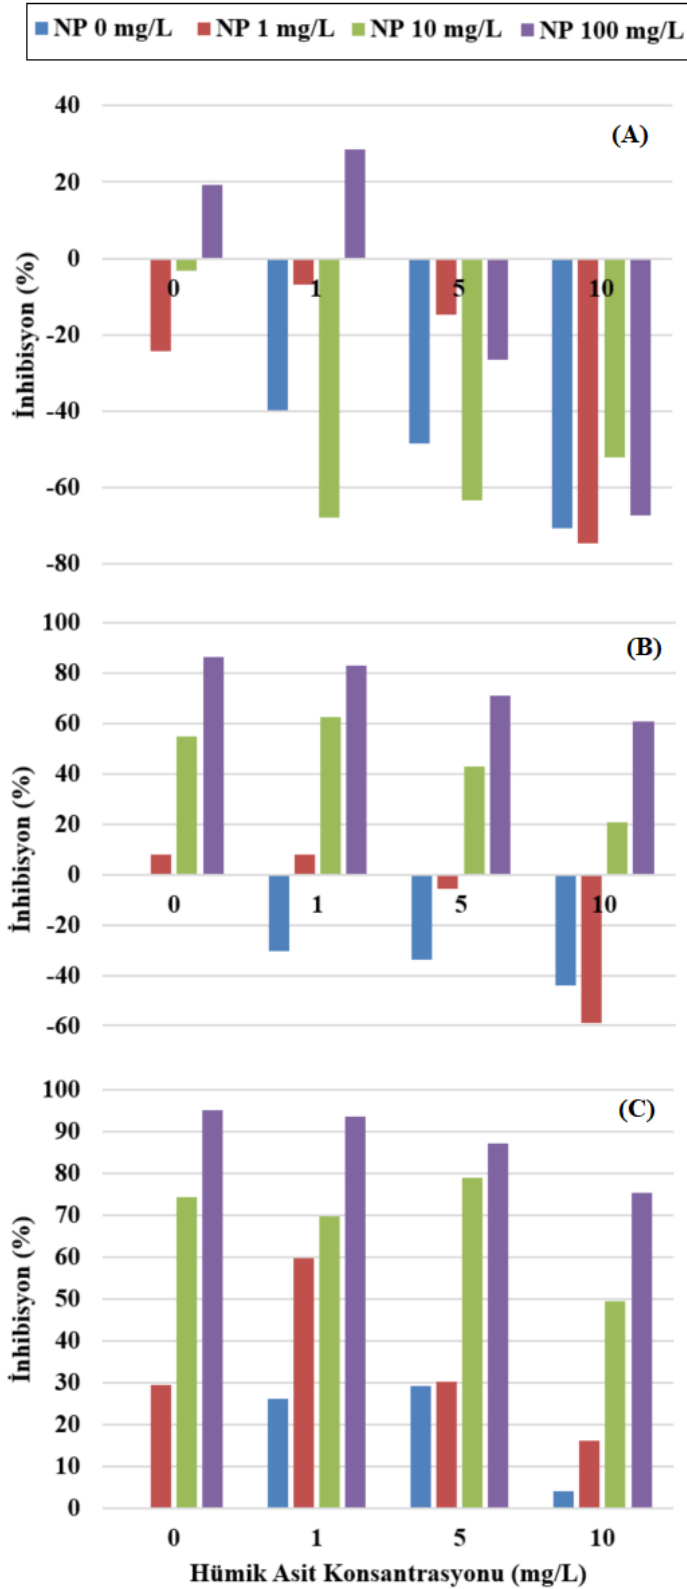 NP 0 mg/L NP 1 mg/L NP 10 mg/L NP 100 mg/L
(A)
İnhibisyon (%)
40
20
0
-20
-40
-60
-80
0 1 5 10
(B)
İnhibisyon (%)
100
80
60
40
20
0
-20
-40
-60
0 1 5 10
(C)
İnhibisyon (%)
100
90
80
70
60
50
40
30
20
10
0
0 1 5 10
Hümik Asit Konsantrasyonu (mg/L)